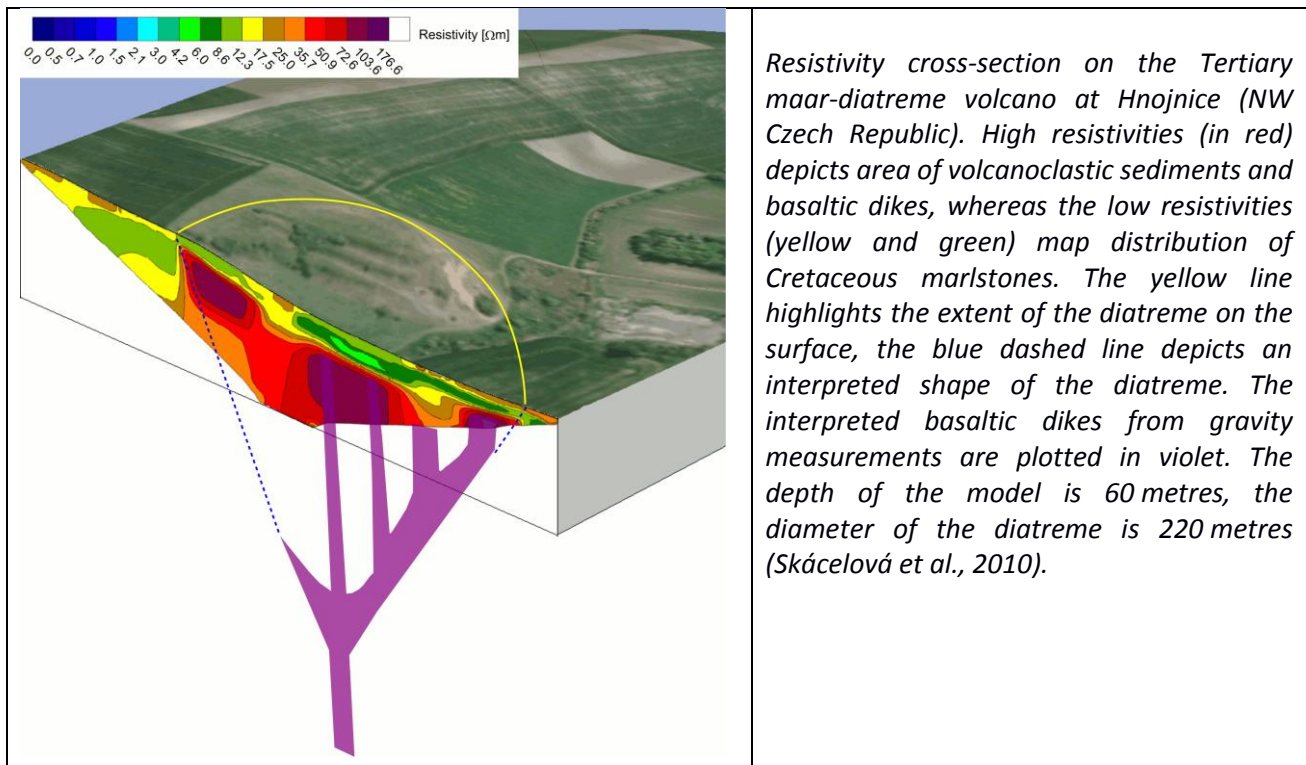 Resistivity [Ωm]
0.0 0.5 0.7 1.0 1.5 2.1 3.0 4.2 6.0 8.6 12.3 17.5 25.0 35.7 50.9 72.6 103.6 176.6
Resistivity cross-section on the Tertiary
maar-diatreme volcano at Hnojnice (NW
Czech Republic). High resistivities (in red)
depicts area of volcanoclastic sediments and
basaltic dikes, whereas the low resistivities
(yellow and green) map distribution of
Cretaceous marlstones. The yellow line
highlights the extent of the diatreme on the
surface, the blue dashed line depicts an
interpreted shape of the diatreme. The
interpreted basaltic dikes from gravity
measurements are plotted in violet. The
depth of the model is 60 metres, the
diameter of the diatreme is 220 metres
(Skácelová et al., 2010).